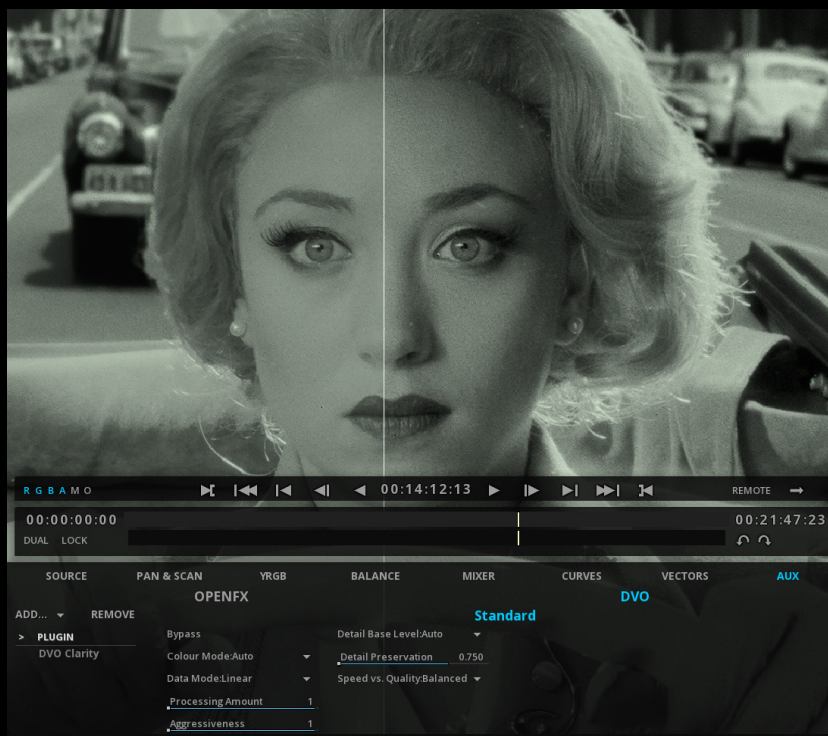 R G B A M O
00:14:12:13
REMOTE
00:00:00:00
00:21:47:23
DUAL LOCK
SOURCE PAN & SCAN YRGB BALANCE MIXER CURVES VECTORS AUX
OPENFX DVO
ADD... REMOVE Standard
> PLUGIN Bypass Detail Base Level:Auto
DVO Clarity Colour Mode:Auto Detail Preservation 0.750
Data Mode:Linear Speed vs. Quality:Balanced
Processing Amount 1
Aggressiveness 1